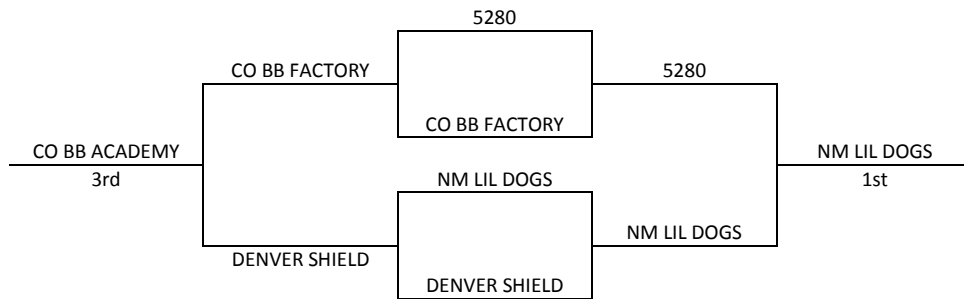 5280
CO BB FACTORY
5280
CO BB FACTORY
CO BB ACADEMY
NM LIL DOGS
3rd
NM LIL DOGS
1st
NM LIL DOGS
DENVER SHIELD
DENVER SHIELD